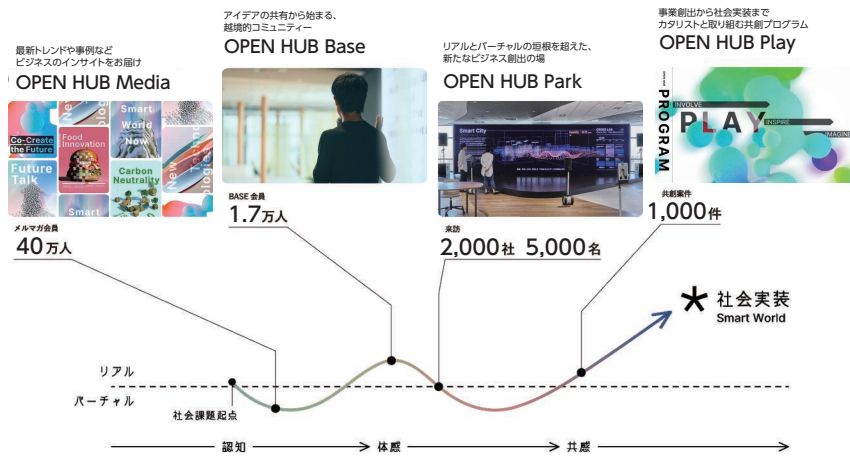 最新トレンドや事例など
ビジネスのインサイトをお届け
OPEN HUB Media
Co-Create
the Future
Future
Talk
New
Food
Innovation
Smart
Smart
World
Now
Carbon
Neutrality
New
Technologies
メルマガ会員
40万人
アイデアの共有から始まる、
越境的コミュニティー
OPEN HUB Base
BASE 会員
1.7万人
リアルとバーチャルの垣根を超えた、
新たなビジネス創出の場
OPEN HUB Park
Smart City
来訪
2,000社 5,000名
事業創出から社会実装まで
カタリストと取り組む共創プログラム
OPEN HUB Play
PROGRAM
INVOLVE
PLAY
INSPIRE
IMAGINE
共創案件
1,000件
社会実装
Smart World
リアル
バーチャル
社会課題起点
認知
体感
共感